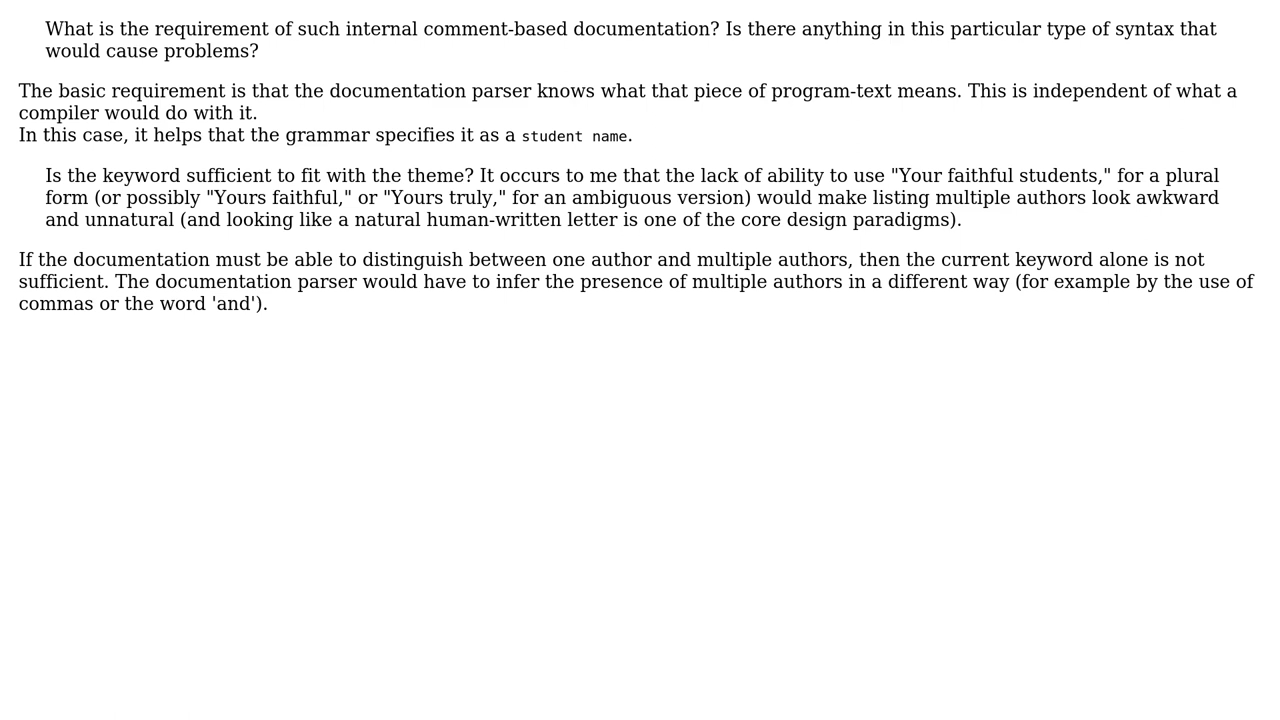 What is the requirement of such internal comment-based documentation? Is there anything in this particular type of syntax that
would cause problems?
The basic requirement is that the documentation parser knows what that piece of program-text means. This is independent of what a
compiler would do with it.
In this case, it helps that the grammar specifies it as a student name.
Is the keyword sufficient to fit with the theme? It occurs to me that the lack of ability to use "Your faithful students," for a plural
form (or possibly "Yours faithful," or "Yours truly," for an ambiguous version) would make listing multiple authors look awkward
and unnatural (and looking like a natural human-written letter is one of the core design paradigms).
If the documentation must be able to distinguish between one author and multiple authors, then the current keyword alone is not
sufficient. The documentation parser would have to infer the presence of multiple authors in a different way (for example by the use of
commas or the word 'and').